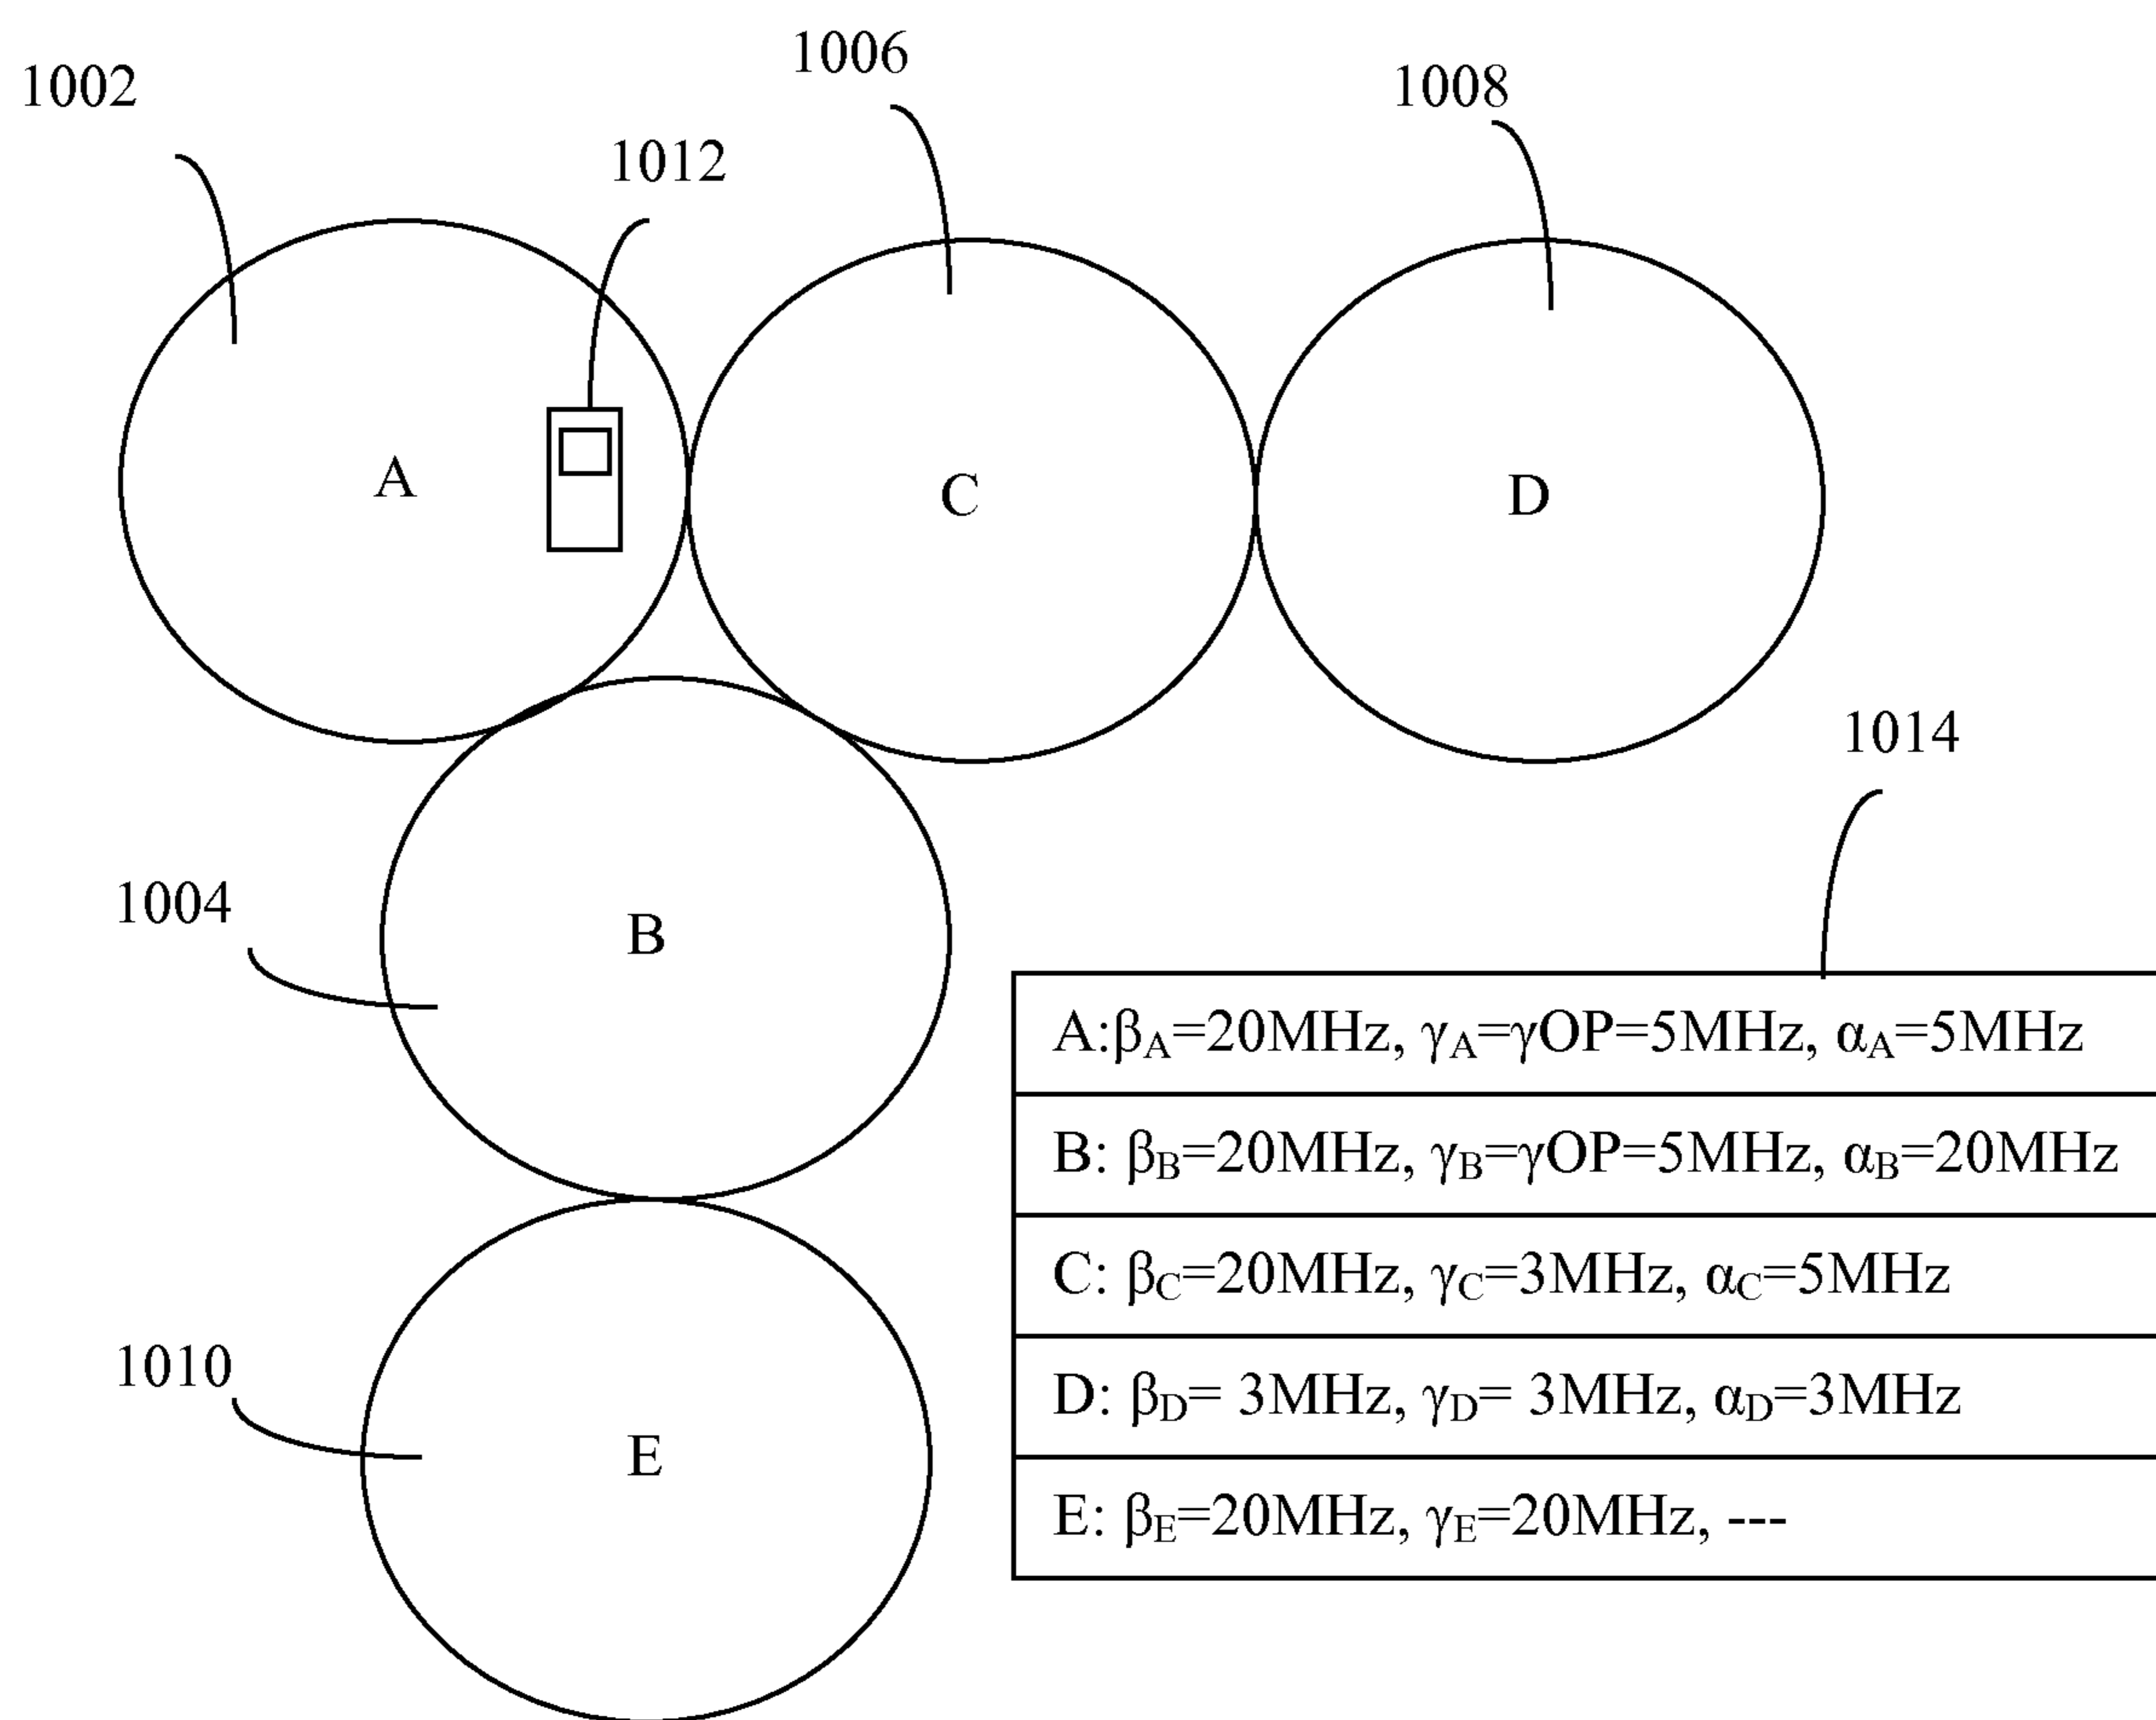 1006
1002
1008
1012
A
C
D
1014
1004
B
A:βA=20MHz, γA=γOP=5MHz, αA=5MHz
B: βB=20MHz, γB=γOP=5MHz, αB=20MHz
C: βC=20MHz, γC=3MHz, αC=5MHz
1010
D: βD= 3MHz, γD= 3MHz, αD=3MHz
E
E: βE=20MHz, γE=20MHz, ---